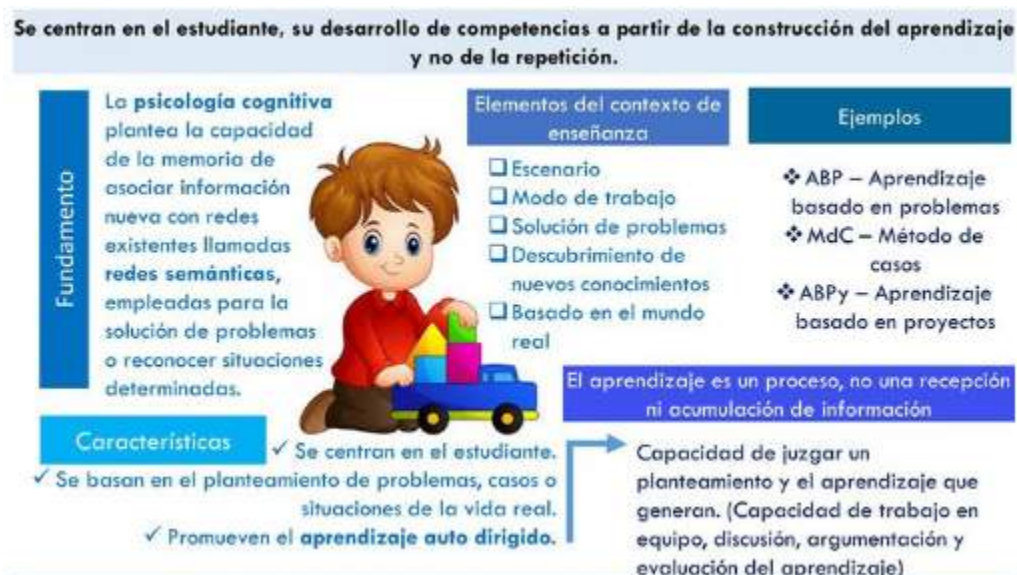 Se centran en el estudiante, su desarrollo de competencias a partir de la construcción del aprendizaje
y no de la repetición.
Fundamento
La psicología cognitiva
plantea la capacidad
de la memoria de
asociar información
nueva con redes
existentes llamadas
redes semánticas,
empleadas para la
solución de problemas
o reconocer situaciones
determinadas.
Elementos del contexto de
enseñanza
❑ Escenario
❑ Modo de trabajo
❑ Solución de problemas
❑ Descubrimiento de
nuevos conocimientos
❑ Basado en el mundo
real
Ejemplos
❖ ABP – Aprendizaje
basado en problemas
❖ MdC – Método de
casos
❖ ABPy – Aprendizaje
basado en proyectos
El aprendizaje es un proceso, no una recepción
ni acumulación de información
Características
✓ Se centran en el estudiante.
✓ Se basan en el planteamiento de problemas, casos o
situaciones de la vida real.
✓ Promueven el aprendizaje auto dirigido.
Capacidad de juzgar un
planteamiento y el aprendizaje que
generan. (Capacidad de trabajo en
equipo, discusión, argumentación y
evaluación del aprendizaje)